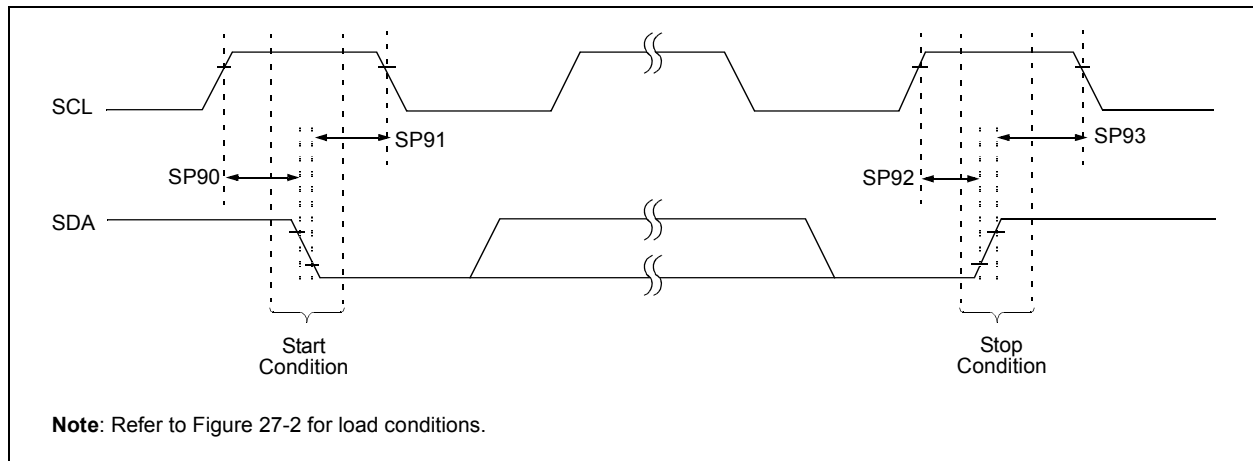 SCL
SP91
SP93
SP90
SP92
SDA
Start
Condition
Stop
Condition
Note: Refer to Figure 27-2 for load conditions.